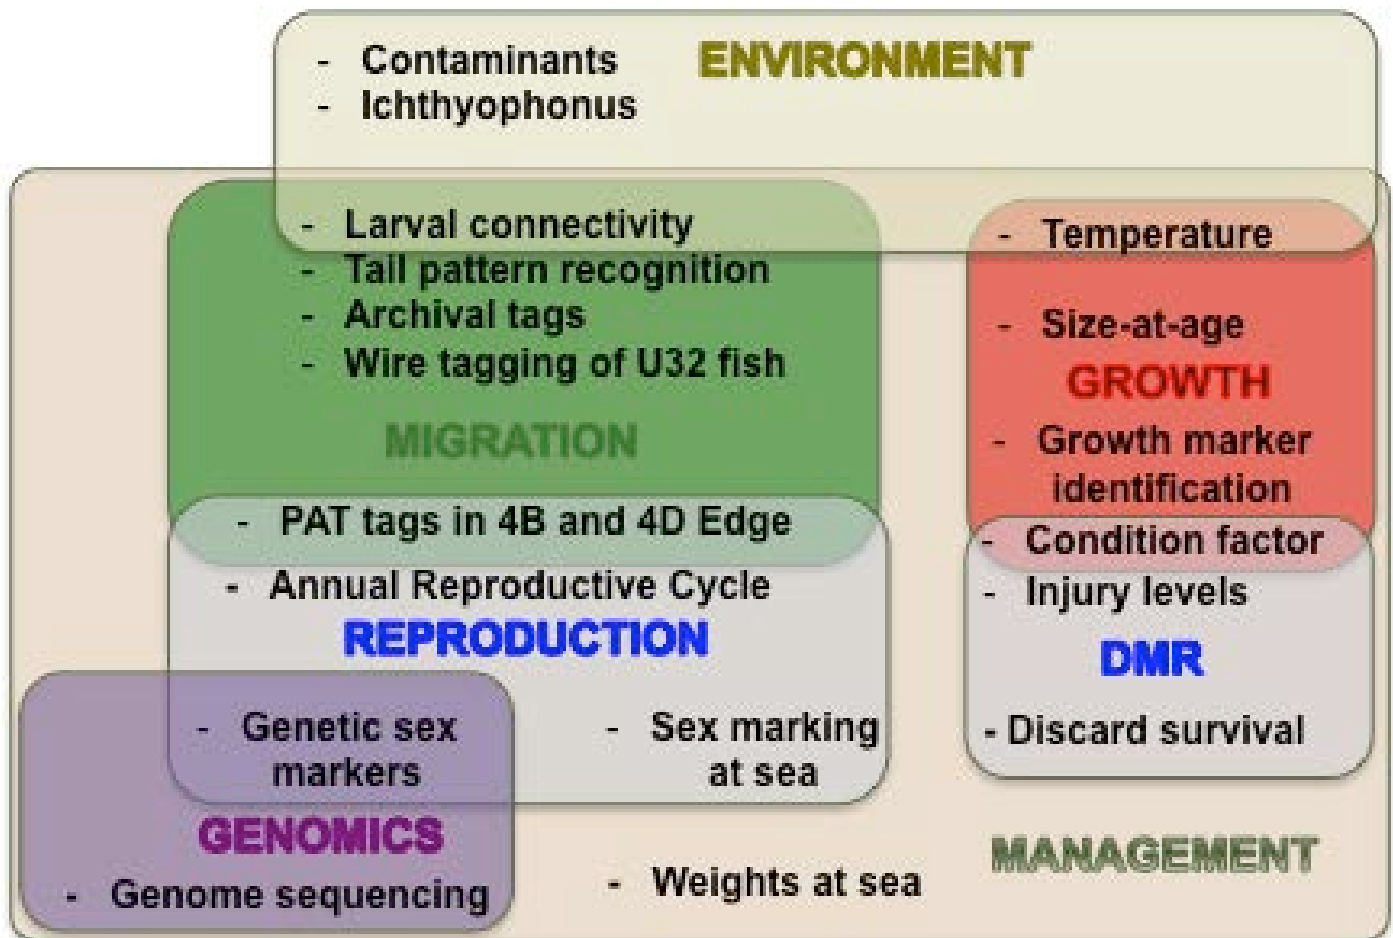 - Contaminants
ENVIRONMENT
- Ichthyophonus
- Larval connectivity
- Tail pattern recognition
- Archival tags
- Wire tagging of U32 fish
MIGRATION
- Temperature
- Size-at-age
GROWTH
- Growth marker
identification
- PAT tags in 4B and 4D Edge
- Annual Reproductive Cycle
REPRODUCTION
- Condition factor
- Injury levels
DMR
- Discard survival
- Genetic sex
markers
- Sex marking
at sea
GENOMICS
- Genome sequencing
- Weights at sea
MANAGEMENT